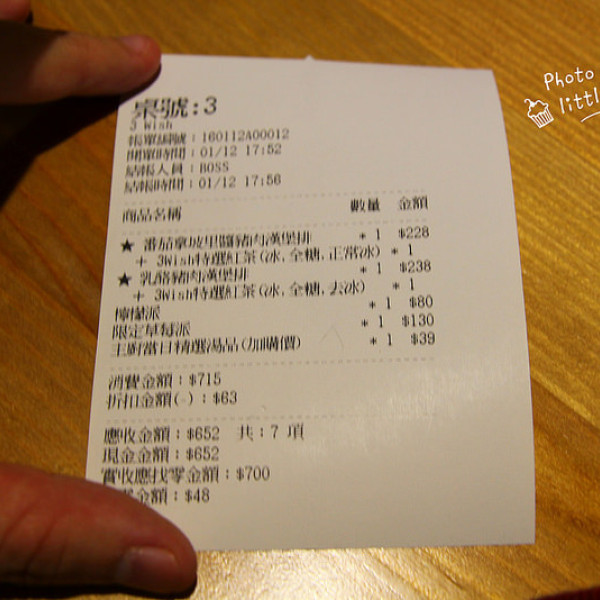 桌號:3
3 Wish
帳單編號：160112A00012
開單時間：01/12 17:52
結帳人員：BOSS
結帳時間：01/12 17:56
商品名稱 數量 金額
★ 番茄拿坡里醬豬肉漢堡排 * 1 $228
+ 3Wish特選紅茶(冰,全糖,正常冰) * 1
★ 乳酪豬肉漢堡排 * 1 $238
+ 3Wish特選紅茶(冰,全糖,去冰) * 1
檸檬派 * 1 $80
限定草莓派 * 1 $130
主廚當日精選湯品(加購價) * 1 $39
消費金額：$715
折扣金額(-)：$63
應收金額：$652 共：7 項
現金金額：$652
實收應找零金額：$700
金額：$48
Photo
little